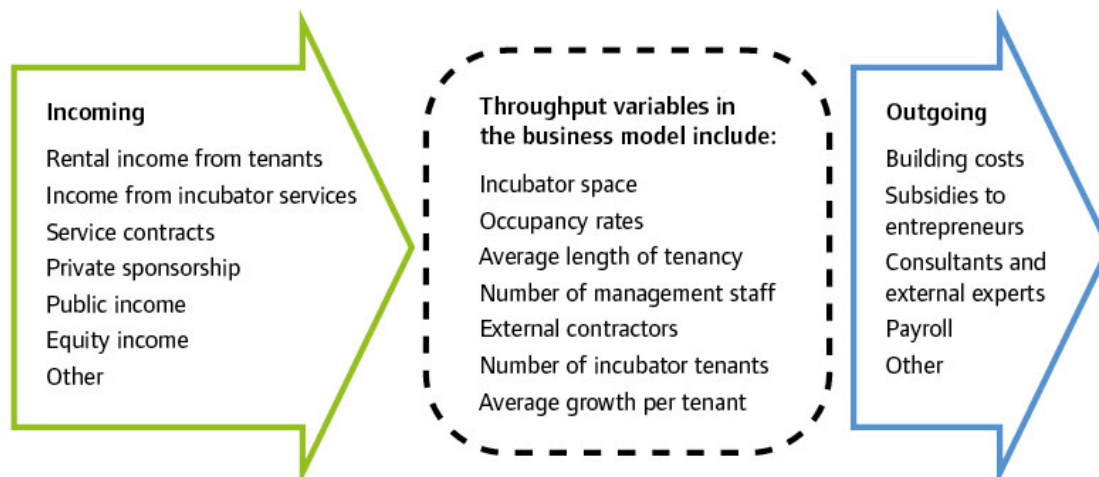 Incoming
Rental income from tenants
Income from incubator services
Service contracts
Private sponsorship
Public income
Equity income
Other
Throughput variables in
the business model include:
Incubator space
Occupancy rates
Average length of tenancy
Number of management staff
External contractors
Number of incubator tenants
Average growth per tenant
Outgoing
Building costs
Subsidies to
entrepreneurs
Consultants and
external experts
Payroll
Other